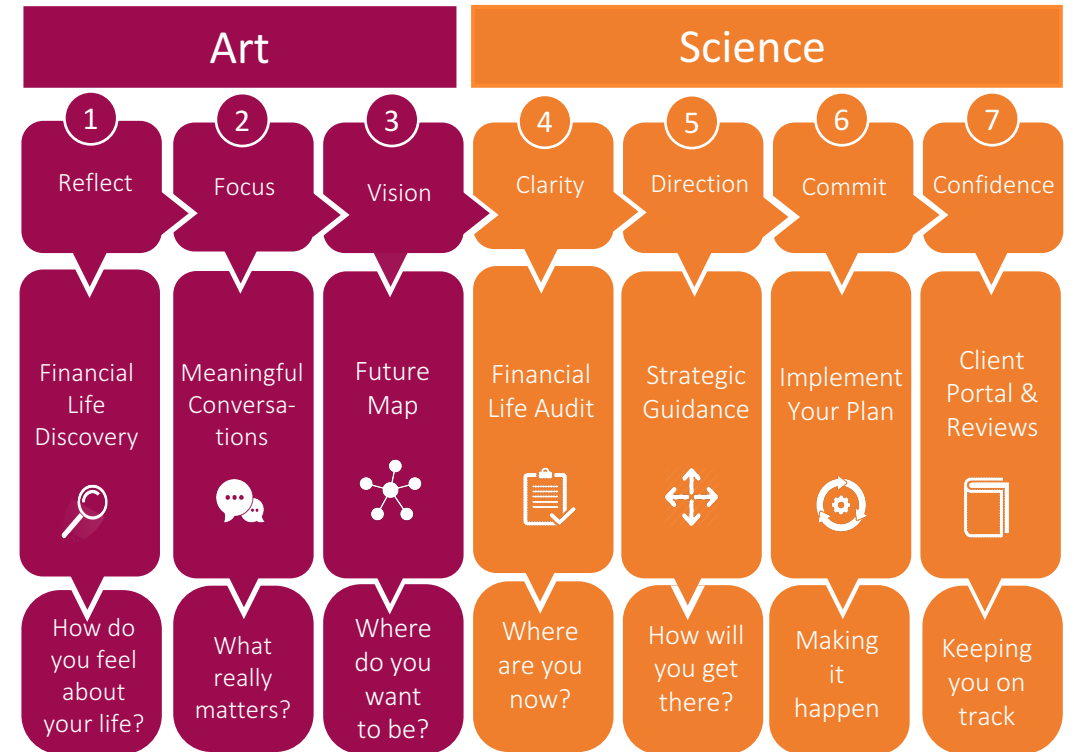 Art
Science
1
2
3
4
5
6
7
Reflect
Focus
Vision
Clarity
Direction
Commit
Confidence
Financial
Life
Discovery
Meaningful
Conversa-
tions
Future
Map
Financial
Life Audit
Strategic
Guidance
Implement
Your Plan
Client
Portal &
Reviews
How do
you feel
about
your life?
What
really
matters?
Where
do you
want
to be?
Where
are you
now?
How will
you get
there?
Making
it
happen
Keeping
you on
track